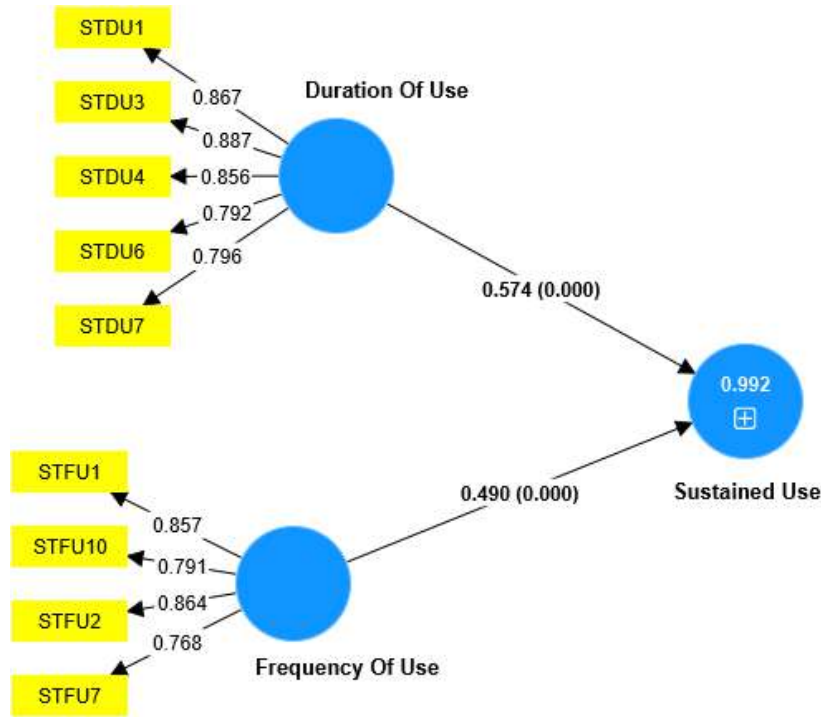 STDU1
Duration Of Use
STDU3
0.867
0.887
STDU4
0.856
0.792
STDU6
0.796
STDU7
0.574 (0.000)
0.992
Sustained Use
0.490 (0.000)
STFU1
0.857
STFU10
0.791
0.864
STFU2
0.768
STFU7
Frequency Of Use